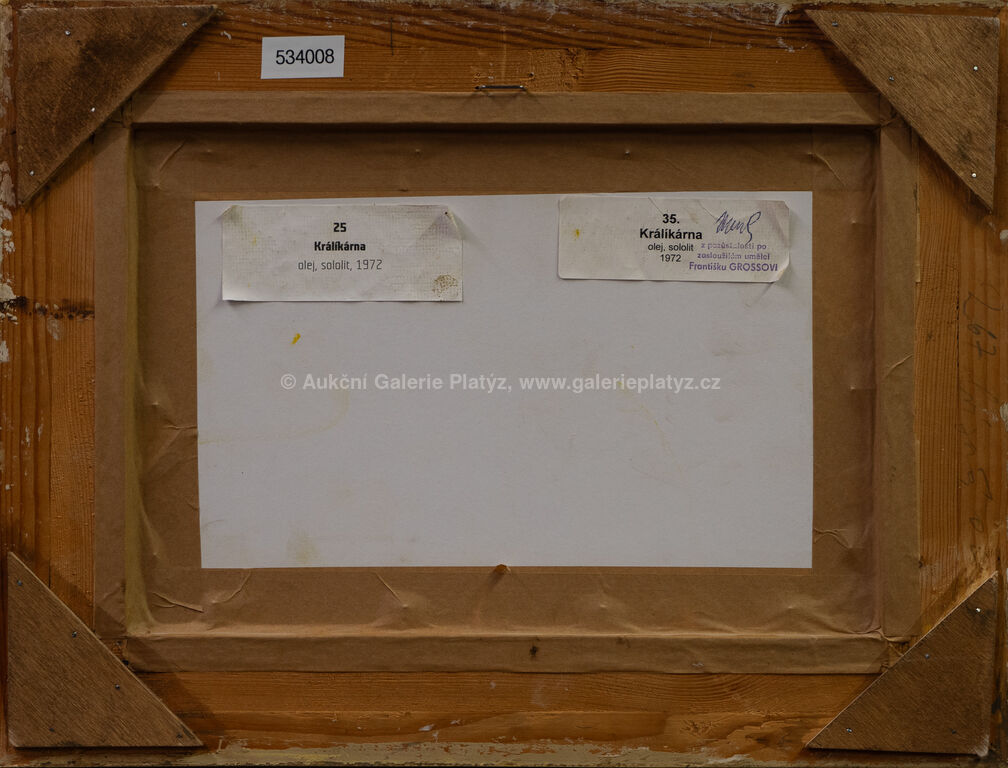 534008
25
Králíkárna
olej, sololit, 1972
35.
Králíkárna
olej, sololit
1972
z pozůstalosti po
zasloužilém umělci
Františku GROSSOVI
© Aukční Galerie Platýz, www.galerieplatyz.cz